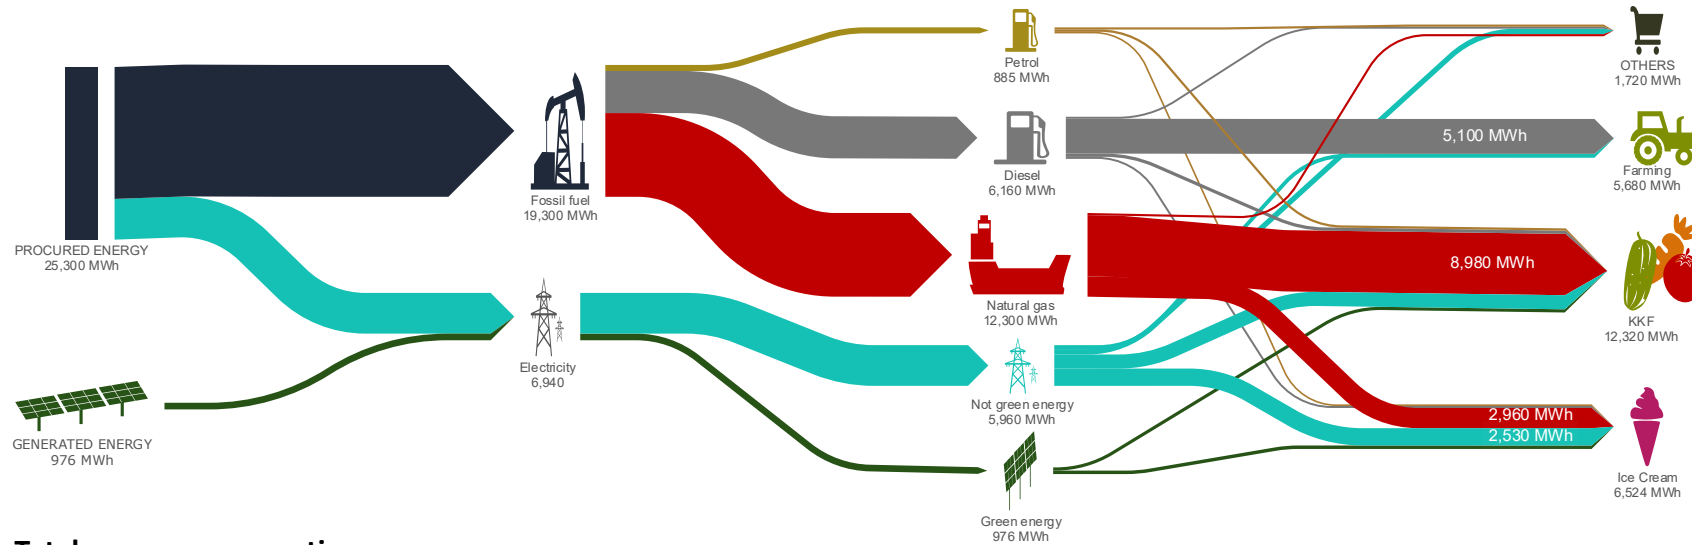 PROCURED ENERGY
25,300 MWh
GENERATED ENERGY
976 MWh
Fossil fuel
19,300 MWh
Electricity
6,940
Petrol
885 MWh
Diesel
6,160 MWh
Natural gas
12,300 MWh
Not green energy
5,960 MWh
Green energy
976 MWh
5,100 MWh
8,980 MWh
2,960 MWh
2,530 MWh
OTHERS
1,720 MWh
Farming
5,680 MWh
KKF
12,320 MWh
Ice Cream
6,524 MWh